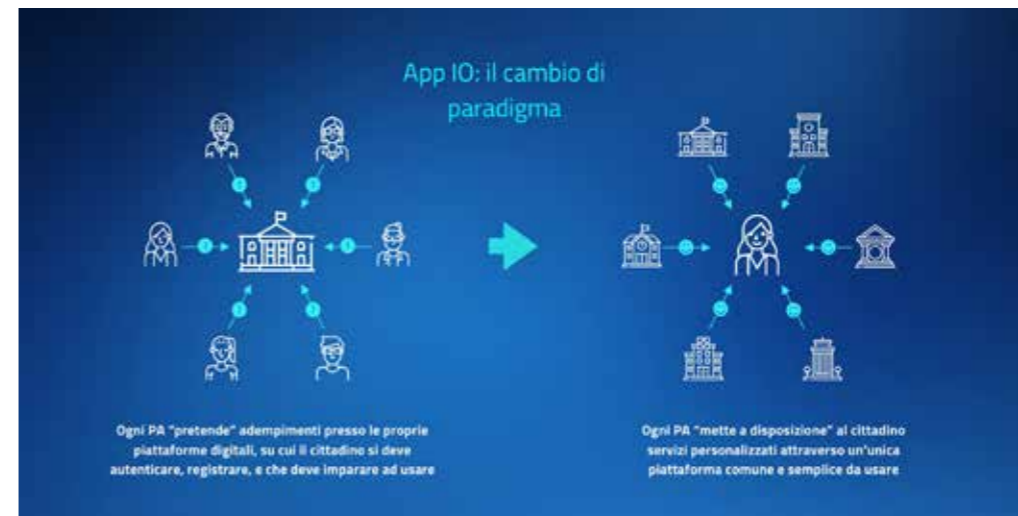 App IO: il cambio di
paradigma
Ogni PA "pretende" adempimenti presso le proprie
piattaforme digitali, su cui il cittadino si deve
autenticare, registrare, e che deve imparare ad usare
Ogni PA "mette a disposizione" al cittadino
servizi personalizzati attraverso un'unica
piattaforma comune e semplice da usare